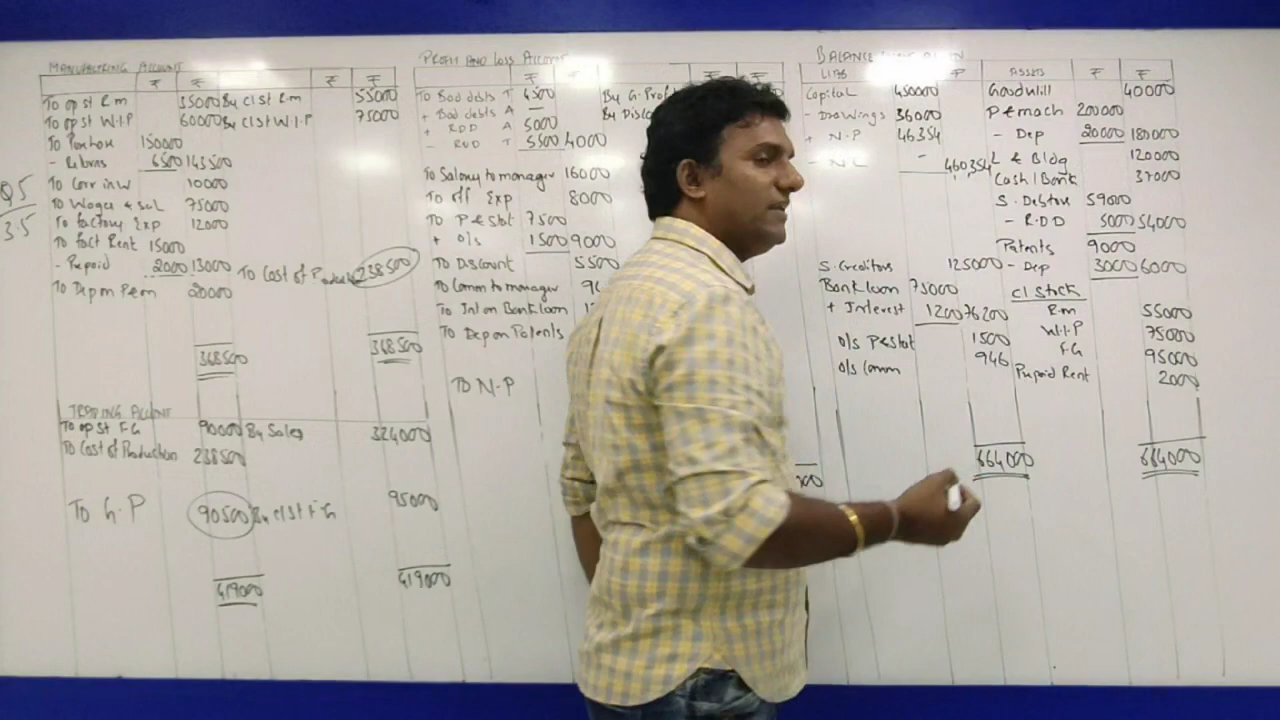 Q5
3.5
MANUFACTURING ACCOUNT
₹ ₹ ₹ ₹
To op st R.m 35000 By cl st R.m 55000
To op st W.I.P 60000 By cl st W.I.P 75000
To Purchase 150000
- Returns 6500 143500
To Carr in W 10000
To Wages & Sal 75000
To factory Exp 12000
To fact Rent 15000
- Prepaid 2000 13000 To Cost of 238500
To Dep on P&m 20000
368500 368500
TRADING ACCOUNT
To op st F.G 90000 By Sales 324000
To Cost of Production 238500
To G.P 90500 By cl st F.G 95000
419000 419000
PROFIT AND LOSS ACCOUNT
₹ ₹ ₹ ₹
To Bad debts T 4500 By G. Prof
+ Bad debts A — By Disc
+ RDD A 5000
- RDD T 5500 4000
To Salary to manager 16000
To off Exp 8000
To P & Stat 7500
+ o/s 1500 9000
To Discount 5500
To Comm to manager 94
To Int on Bank loan 1
To Dep on Patents
To N.P
BALANCE
LIAB ₹ ASSETS ₹ ₹
Capital 450000 Goodwill 40000
- Drawings 36000 P & mach 200000
+ N.P 46354 - Dep 20000 180000
- N.L - 460354 L & Bldg 120000
Cash/Bank 37000
S. Debtors 59000
- R.D.D 5000 54000
Patents 9000
S. Creditors 125000 - Dep 3000 6000
Bank loan 75000 Cl Stock
+ Interest 1200 76200 R.m 55000
o/s P&Stat 1500 W.I.P 75000
o/s Comm 946 F.G 95000
Prepaid Rent 2000
664000 664000